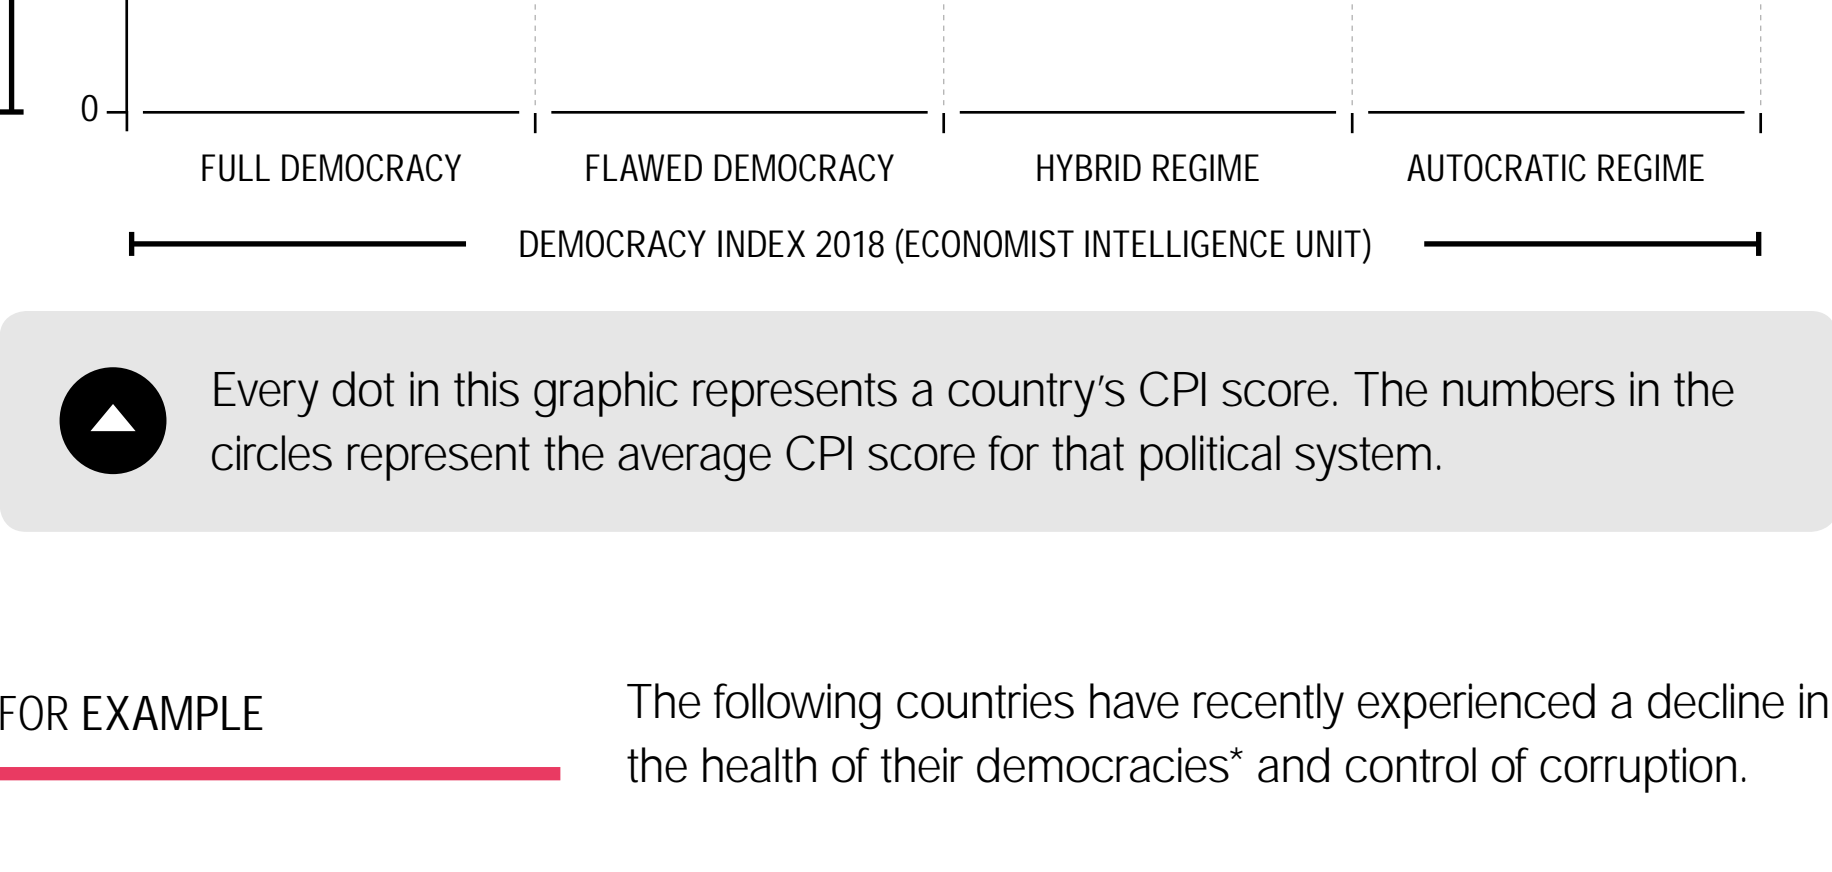 0
FULL DEMOCRACY FLAWED DEMOCRACY HYBRID REGIME AUTOCRATIC REGIME
DEMOCRACY INDEX 2018 (ECONOMIST INTELLIGENCE UNIT)
Every dot in this graphic represents a country's CPI score. The numbers in the
circles represent the average CPI score for that political system.
FOR EXAMPLE
The following countries have recently experienced a decline in
the health of their democracies* and control of corruption.